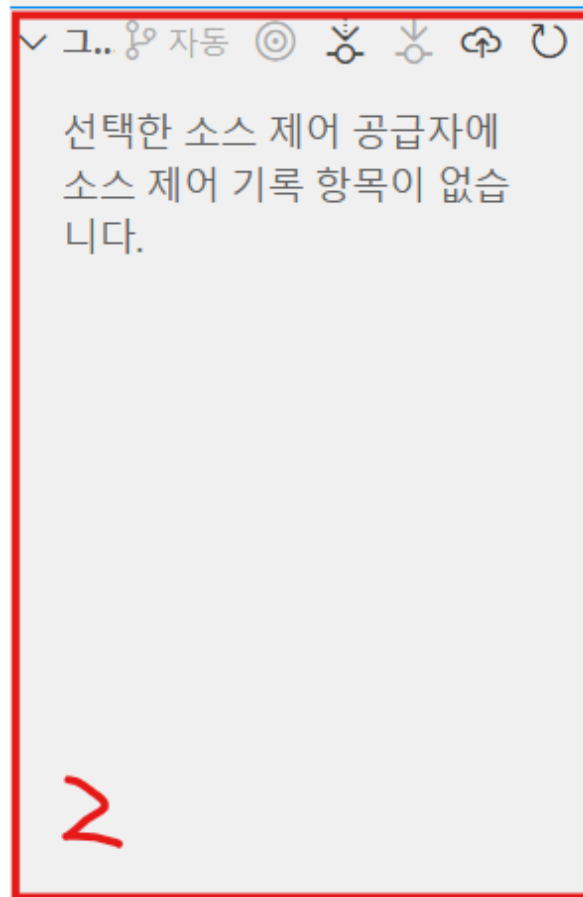 그.. 자동
선택한 소스 제어 공급자에
소스 제어 기록 항목이 없습
니다.
2